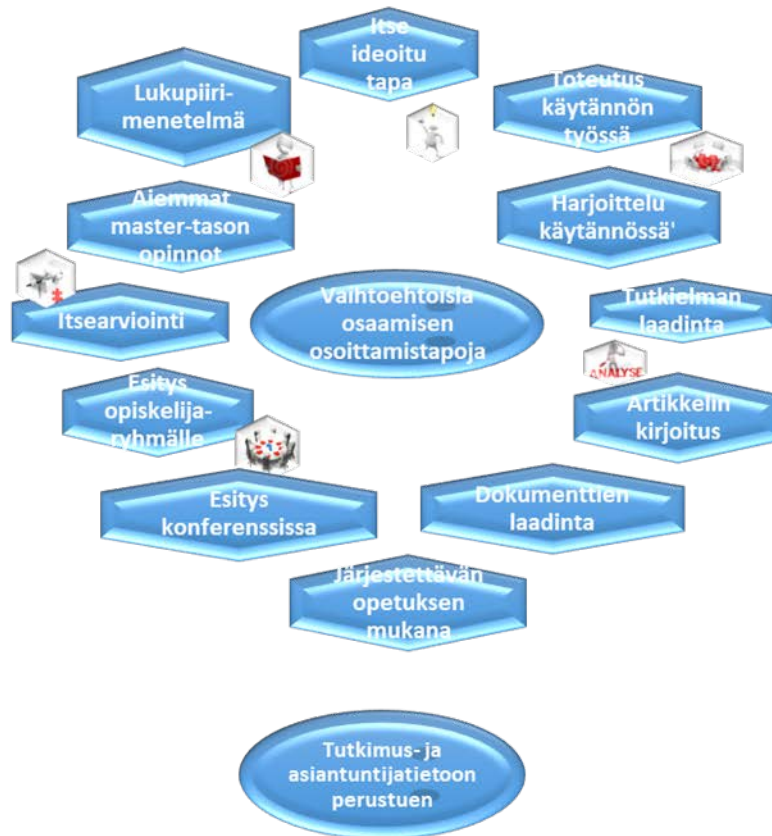 Itse
ideoitu
tapa
Lukupiiri-
menetelmä
Toteutus
käytännön
työssä
Aiemmat
master-tason
opinnot
Harjoittelu
käytännössä'
Itsearviointi
Vaihtoehtoisia
osaamisen
osoittamistapoja
Tutkielman
laadinta
ANALYSE
Esitys
opiskelija-
ryhmälle
Artikkelin
kirjoitus
Esitys
konferenssissa
Dokumenttien
laadinta
Järjestettävän
opetuksen
mukana
Tutkimus- ja
asiantuntijatietoon
perustuen